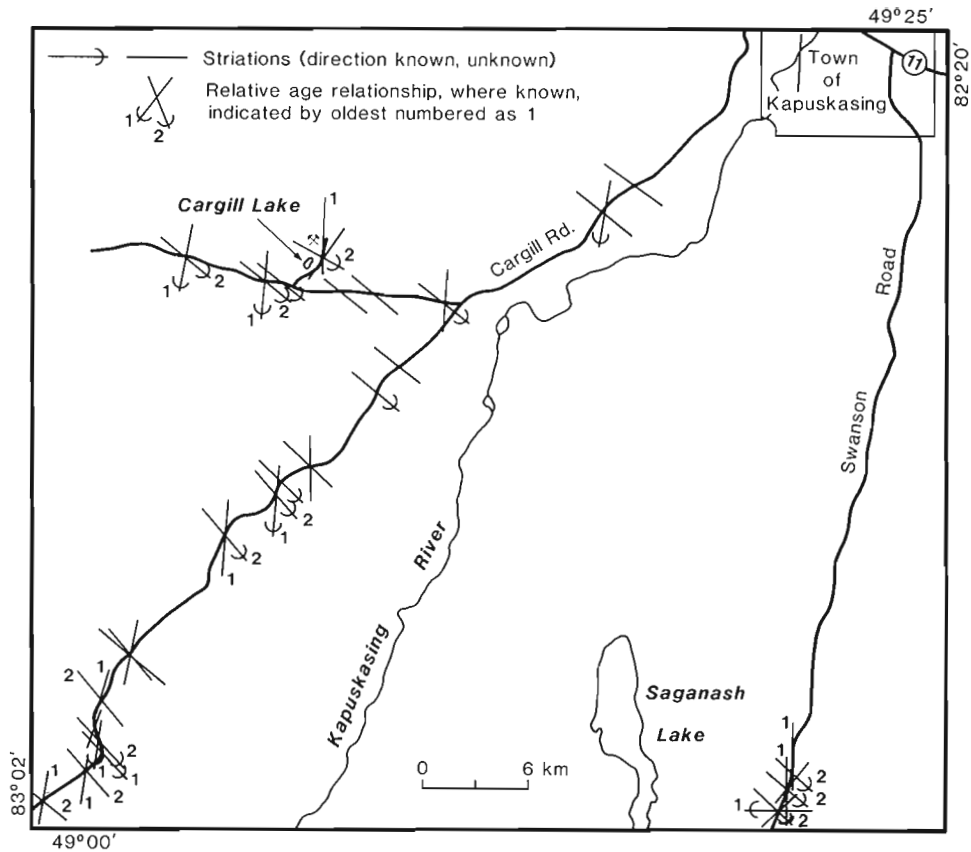 49°25'
82°20'
Striations (direction known, unknown)
Relative age relationship, where known,
indicated by oldest numbered as 1
1
2
11
Town
of
Kapuskasing
Cargill Lake
1
2
1
2
1
2
Cargill Rd.
Road
Swanson
River
Kapuskasing
2
1
2
1
1
2
2
1
1
1
2
1
2
1
2
Saganash
Lake
0
6 km
1
1
2
2
1
2
83°02'
49°00'